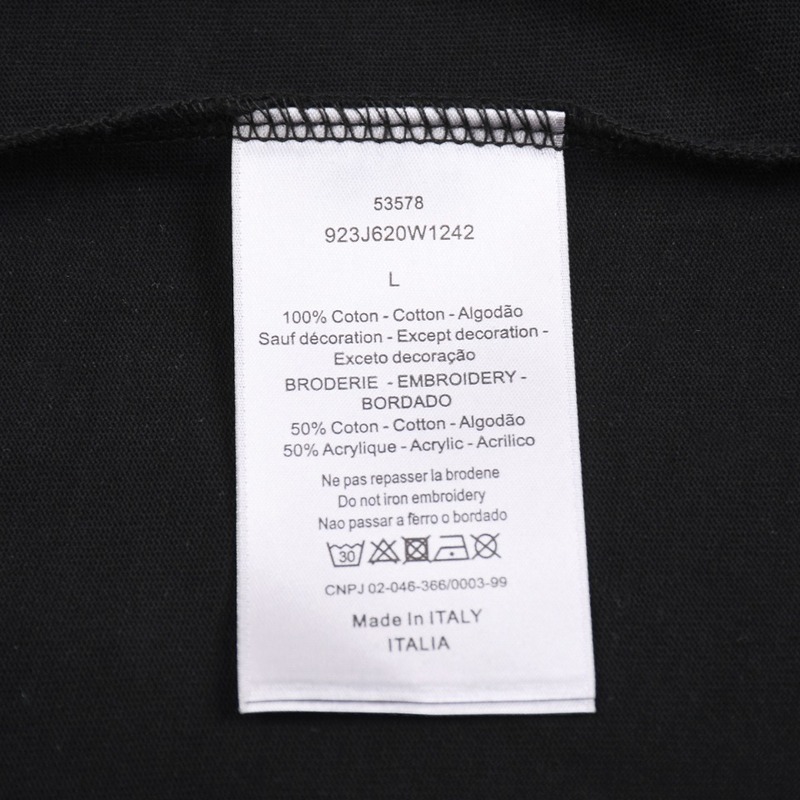 53578
923J620W1242
L
100% Coton - Cotton - Algodão
Sauf décoration - Except decoration -
Exceto decoração
BRODERIE - EMBROIDERY -
BORDADO
50% Coton - Cotton - Algodão
50% Acrylique - Acrylic - Acrilico
Ne pas repasser la brodene
Do not iron embroidery
Nao passar a ferro o bordado
30
CNPJ 02-046-366/0003-99
Made In ITALY
ITALIA